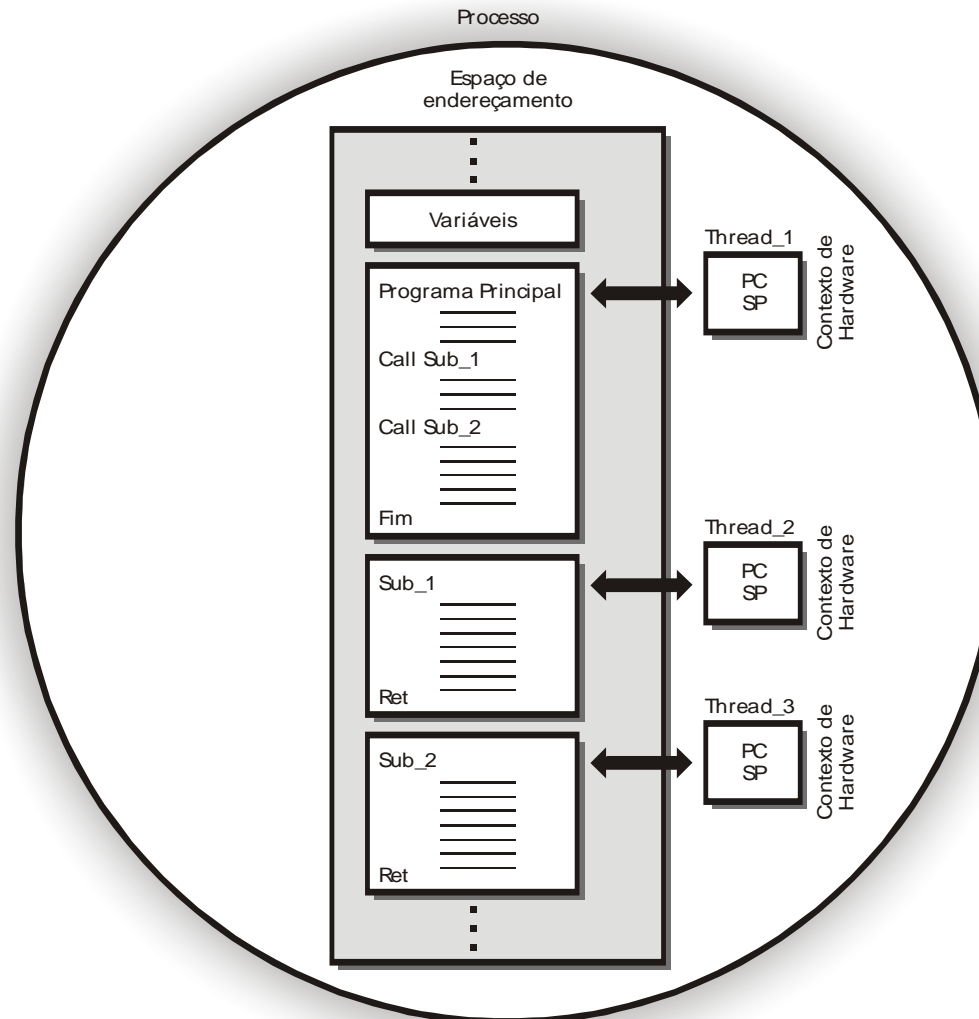 Processo
Espaço de
endereçamento
Variáveis
Programa Principal
Call Sub_1
Call Sub_2
Fim
Thread_1
PC
SP
Contexto de
Hardware
Sub_1
Ret
Thread_2
PC
SP
Contexto de
Hardware
Sub_2
Ret
Thread_3
PC
SP
Contexto de
Hardware